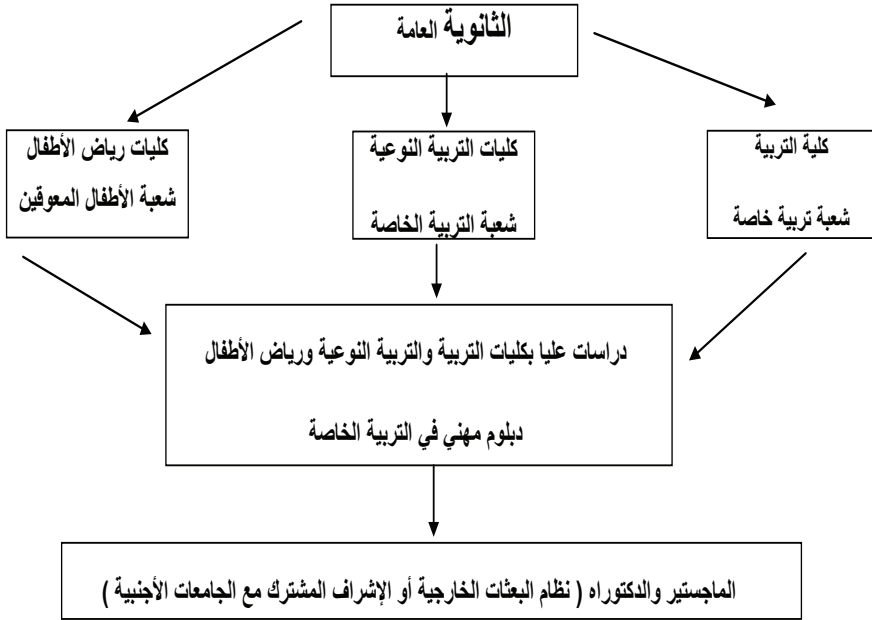 الثانوية العامة
كلية التربية
شعبة تربية خاصة
كليات التربية النوعية
شعبة التربية الخاصة
كليات رياض الأطفال
شعبة الأطفال المعوقين
دراسات عليا بكليات التربية والتربية النوعية ورياض الأطفال
دبلوم مهني في التربية الخاصة
الماجستير والدكتوراه ( نظام البعثات الخارجية أو الإشراف المشترك مع الجامعات الأجنبية )